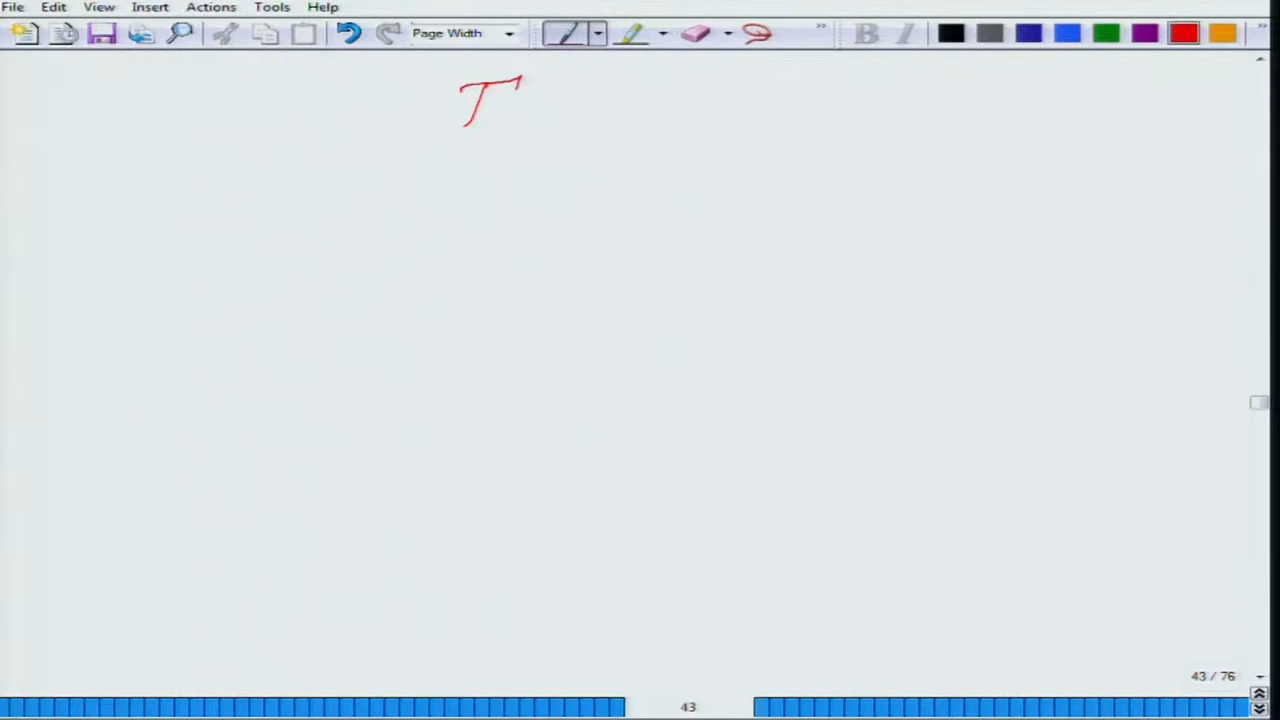 File Edit View Insert Actions Tools Help
Page Width B I
T
43 / 76
43